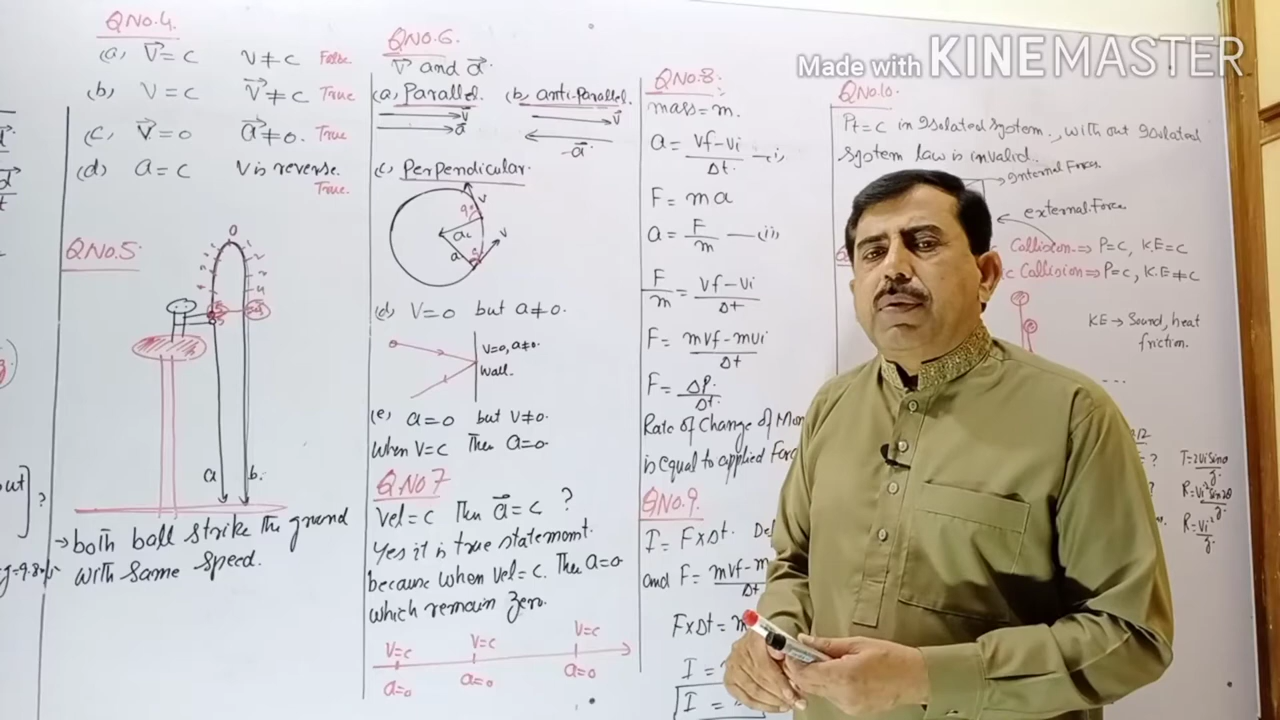 Made with KINEMASTER
Q No.4
(a) V⃗ = c V ≠ c False
(b) V = c V⃗ ≠ c True
(c) V⃗ = 0 a⃗ ≠ 0. True
(d) a = c V is reverse.
True
Q NO.5
a b
→ both ball strike the ground
with same speed.
Q NO.6
V⃗ and a⃗.
(a) Parallel.
V⃗
a⃗
(b) anti-Parallel.
V⃗
-a⃗
(c) Perpendicular.
V
V
(d) V=0 but a≠0.
V=0, a≠0.
wall.
(e) a=0 but V≠0.
When V=c Then a=0.
Q NO7
Vel=c Then a⃗=c ?
Yes it is true statement.
because when Vel=c. Then a=0
which remain zero.
V=c V=c V=c
a=0 a=0 a=0
Q NO.8
mass = m.
a = Vf-Vi/Δt —(i)
F = ma
a = F/m —(ii)
F/m = Vf-Vi/Δt
F = mVf-mVi/Δt
F = ΔP/Δt
Rate of Change of
is equal to applied
Q NO.9
I = F×Δt.
and F = mVf-m
Δt
F×Δt =
I =
I =
Q No.10
Pt=c in isolated system., with out isolated
system law is invalid.
Internal Force
external Force
Collision ⇒ P=c, K.E=c
Collision ⇒ P=c, K.E≠c
KE → Sound, heat
friction.
T = 2Vi sinθ/g.
R = Vi² sin2θ/g.
R = Vi²/g.